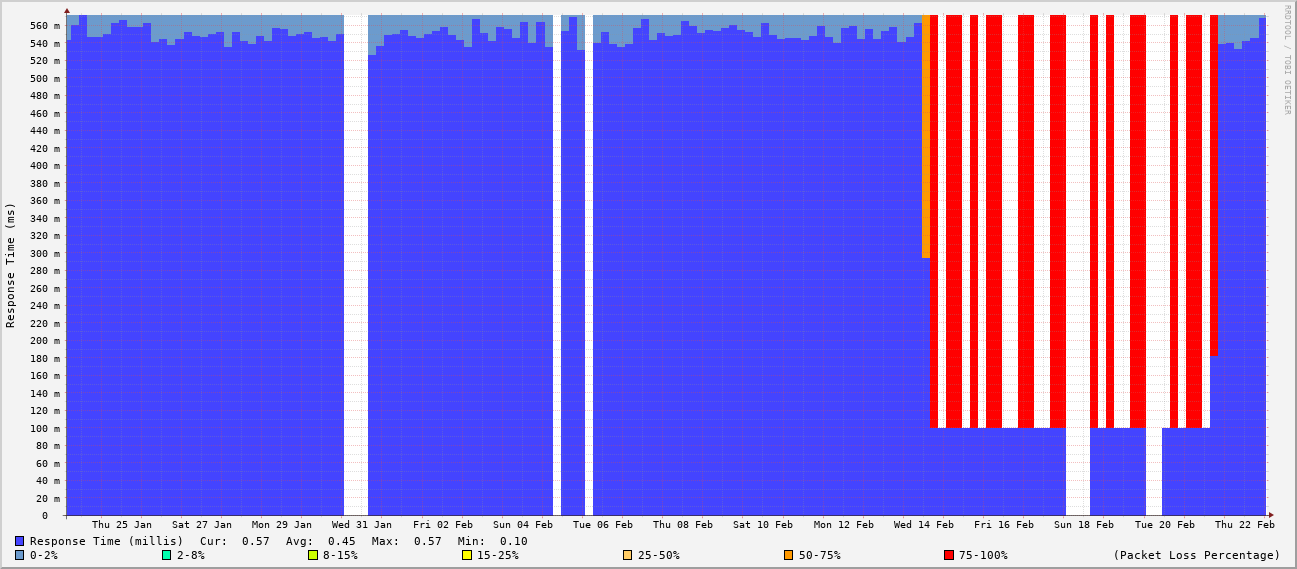 560 m
540 m
520 m
500 m
480 m
460 m
440 m
420 m
400 m
380 m
360 m
340 m
320 m
300 m
280 m
260 m
240 m
220 m
200 m
180 m
160 m
140 m
120 m
100 m
80 m
60 m
40 m
20 m
0
Response Time (ms)
RRDTOOL / TOBI OETIKER
Thu 25 Jan Sat 27 Jan Mon 29 Jan Wed 31 Jan Fri 02 Feb Sun 04 Feb Tue 06 Feb Thu 08 Feb Sat 10 Feb Mon 12 Feb Wed 14 Feb Fri 16 Feb Sun 18 Feb Tue 20 Feb Thu 22 Feb
Response Time (millis) Cur: 0.57 Avg: 0.45 Max: 0.57 Min: 0.10
0-2% 2-8% 8-15% 15-25% 25-50% 50-75% 75-100% (Packet Loss Percentage)